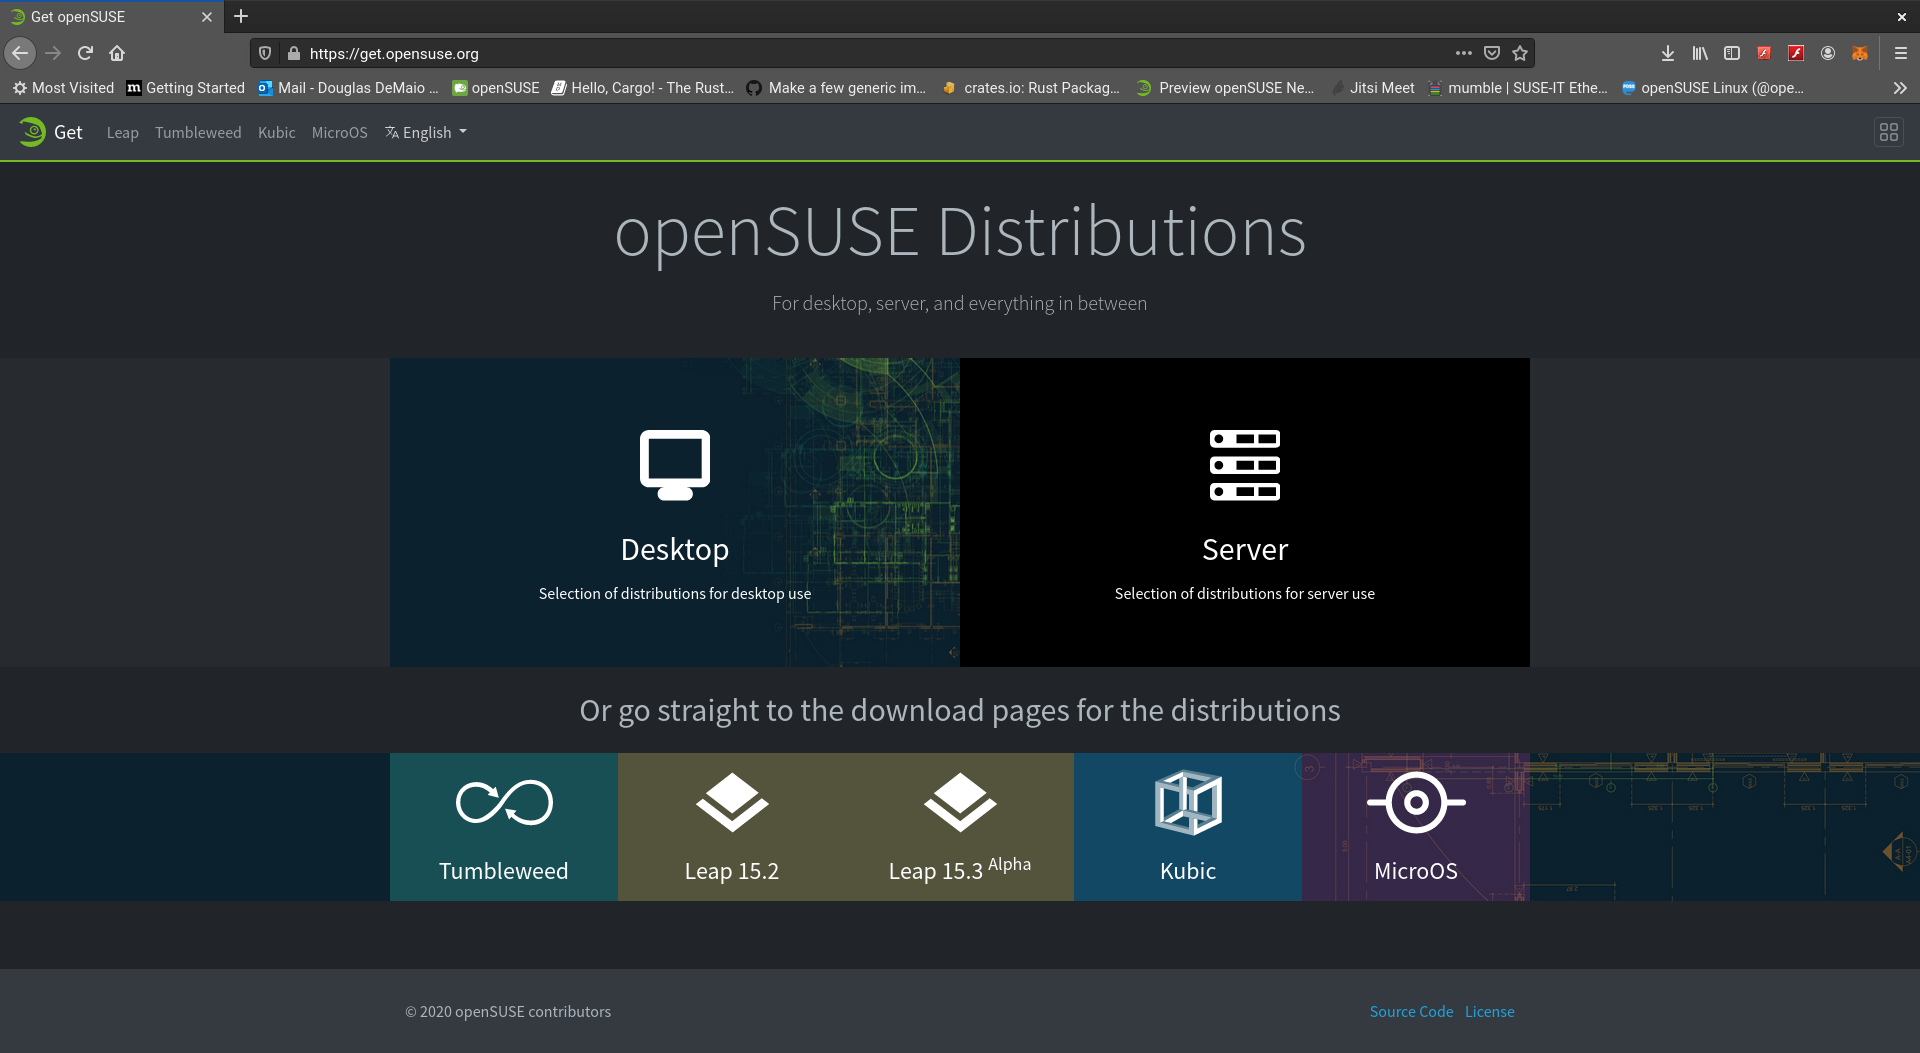 Get openSUSE
https://get.opensuse.org
Most Visited
Getting Started
Mail - Douglas DeMaio ...
openSUSE
Hello, Cargo! - The Rust...
Make a few generic im...
crates.io: Rust Packag...
Preview openSUSE Ne...
Jitsi Meet
mumble | SUSE-IT Ethe...
openSUSE Linux (@ope...
Get
Leap
Tumbleweed
Kubic
MicroOS
English
openSUSE Distributions
For desktop, server, and everything in between
Desktop
Selection of distributions for desktop use
Server
Selection of distributions for server use
Or go straight to the download pages for the distributions
Tumbleweed
Leap 15.2
Leap 15.3 Alpha
Kubic
MicroOS
© 2020 openSUSE contributors
Source Code
License